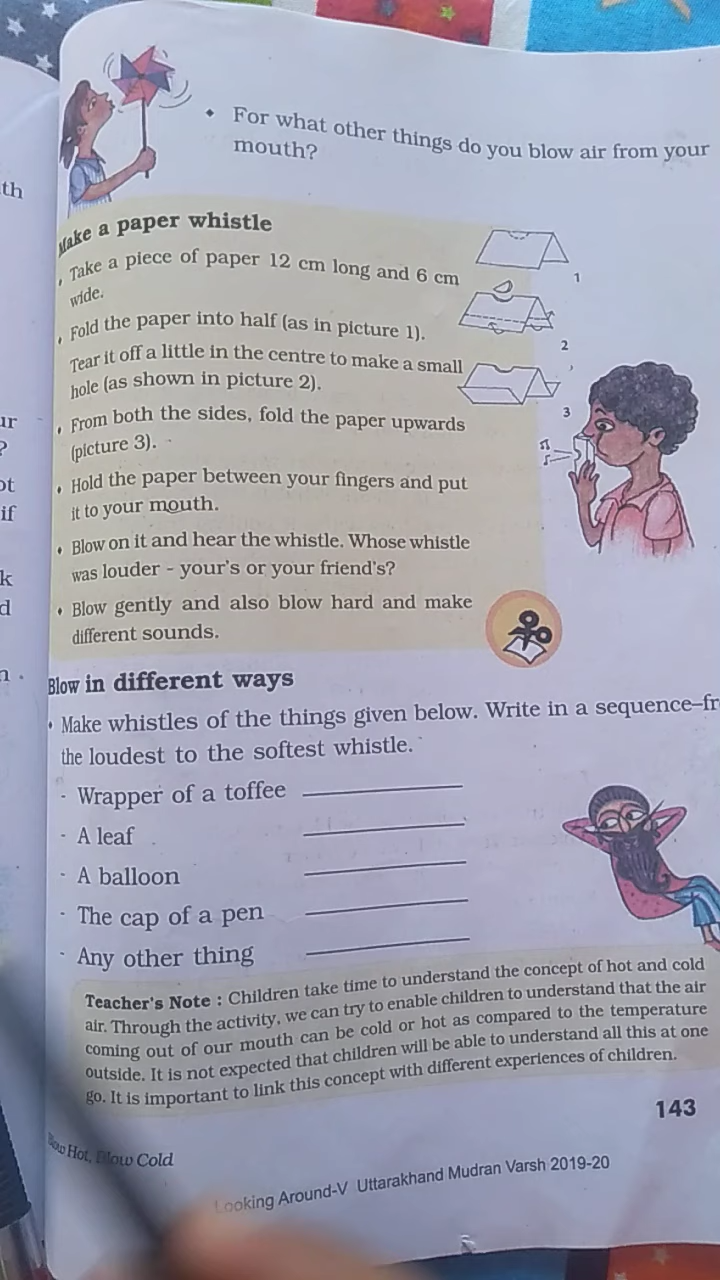 • For what other things do you blow air from your
mouth?
Make a paper whistle
• Take a piece of paper 12 cm long and 6 cm
wide.
• Fold the paper into half (as in picture 1).
Tear it off a little in the centre to make a small
hole (as shown in picture 2).
• From both the sides, fold the paper upwards
(picture 3).
• Hold the paper between your fingers and put
it to your mouth.
• Blow on it and hear the whistle. Whose whistle
was louder - your's or your friend's?
• Blow gently and also blow hard and make
different sounds.
1
2
3
Blow in different ways
• Make whistles of the things given below. Write in a sequence–fr
the loudest to the softest whistle.
- Wrapper of a toffee
- A leaf
- A balloon
- The cap of a pen
- Any other thing
Teacher's Note : Children take time to understand the concept of hot and cold
air. Through the activity, we can try to enable children to understand that the air
coming out of our mouth can be cold or hot as compared to the temperature
outside. It is not expected that children will be able to understand all this at one
go. It is important to link this concept with different experiences of children.
143
Hot, Blow Cold
Looking Around-V Uttarakhand Mudran Varsh 2019-20